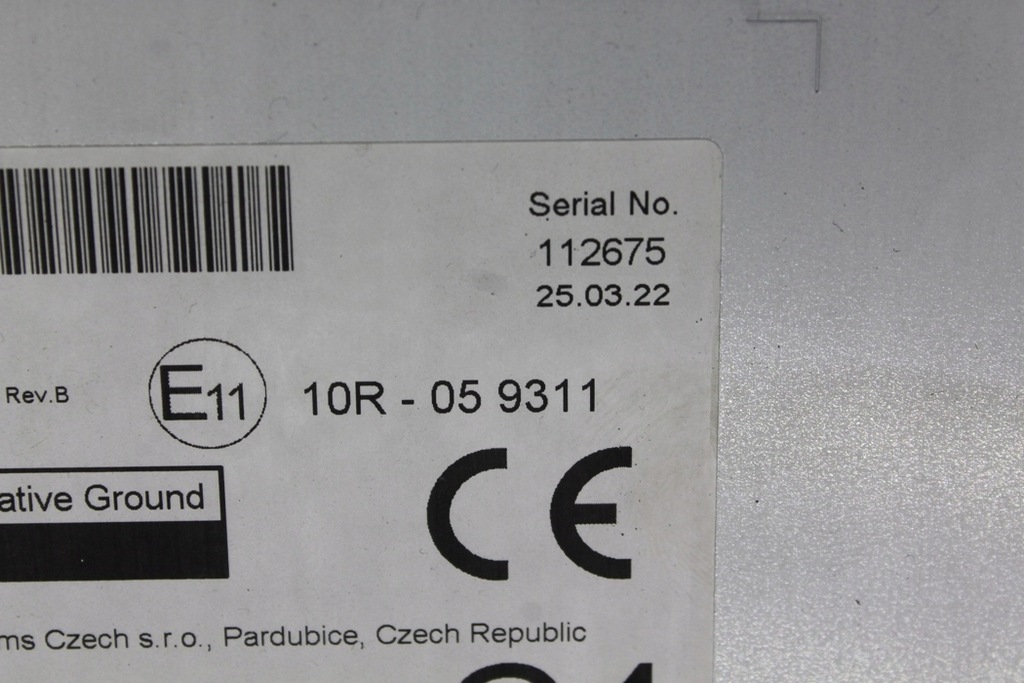 Serial No.
112675
25.03.22
Rev.B
E11
10R - 05 9311
ative Ground
CE
ms Czech s.r.o., Pardubice, Czech Republic